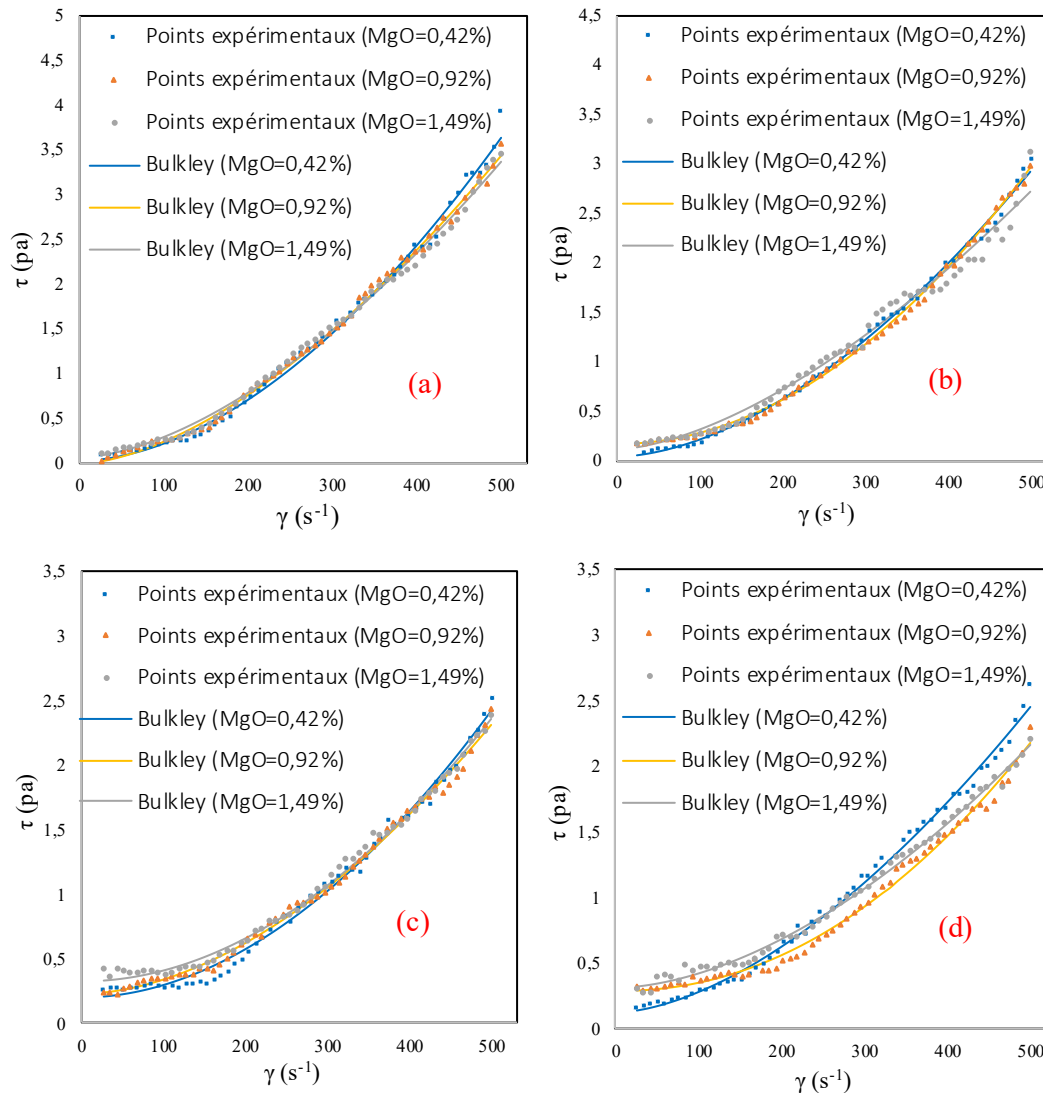 5
4,5
4
3,5
3
2,5
2
1,5
1
0,5
0
τ (pa)
Points expérimentaux (MgO=0,42%)
Points expérimentaux (MgO=0,92%)
Points expérimentaux (MgO=1,49%)
Bulkley (MgO=0,42%)
Bulkley (MgO=0,92%)
Bulkley (MgO=1,49%)
(a)
0 100 200 300 400 500
γ (s-1)
4,5
4
3,5
3
2,5
2
1,5
1
0,5
0
τ (pa)
Points expérimentaux (MgO=0,42%)
Points expérimentaux (MgO=0,92%)
Points expérimentaux (MgO=1,49%)
Bulkley (MgO=0,42%)
Bulkley (MgO=0,92%)
Bulkley (MgO=1,49%)
(b)
0 100 200 300 400 500
γ (s-1)
3,5
3
2,5
2
1,5
1
0,5
0
τ (pa)
Points expérimentaux (MgO=0,42%)
Points expérimentaux (MgO=0,92%)
Points expérimentaux (MgO=1,49%)
Bulkley (MgO=0,42%)
Bulkley (MgO=0,92%)
Bulkley (MgO=1,49%)
(c)
0 100 200 300 400 500
γ (s-1)
3,5
3
2,5
2
1,5
1
0,5
0
τ (pa)
Points expérimentaux (MgO=0,42%)
Points expérimentaux (MgO=0,92%)
Points expérimentaux (MgO=1,49%)
Bulkley (MgO=0,42%)
Bulkley (MgO=0,92%)
Bulkley (MgO=1,49%)
(d)
0 100 200 300 400 500
γ (s-1)